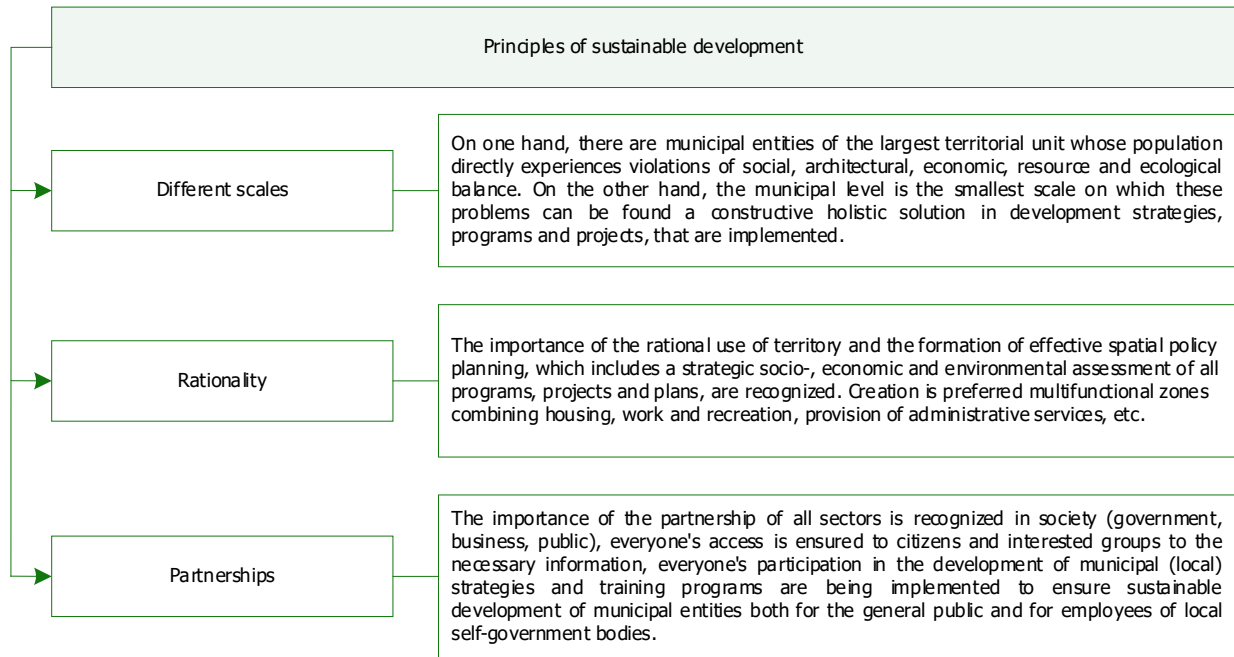 Principles of sustainable development
Different scales
On one hand, there are municipal entities of the largest territorial unit whose population
directly experiences violations of social, architectural, economic, resource and ecological
balance. On the other hand, the municipal level is the smallest scale on which these
problems can be found a constructive holistic solution in development strategies,
programs and projects, that are implemented.
Rationality
The importance of the rational use of territory and the formation of effective spatial policy
planning, which includes a strategic socio-, economic and environmental assessment of all
programs, projects and plans, are recognized. Creation is preferred multifunctional zones
combining housing, work and recreation, provision of administrative services, etc.
Partnerships
The importance of the partnership of all sectors is recognized in society (government,
business, public), everyone's access is ensured to citizens and interested groups to the
necessary information, everyone's participation in the development of municipal (local)
strategies and training programs are being implemented to ensure sustainable
development of municipal entities both for the general public and for employees of local
self-government bodies.